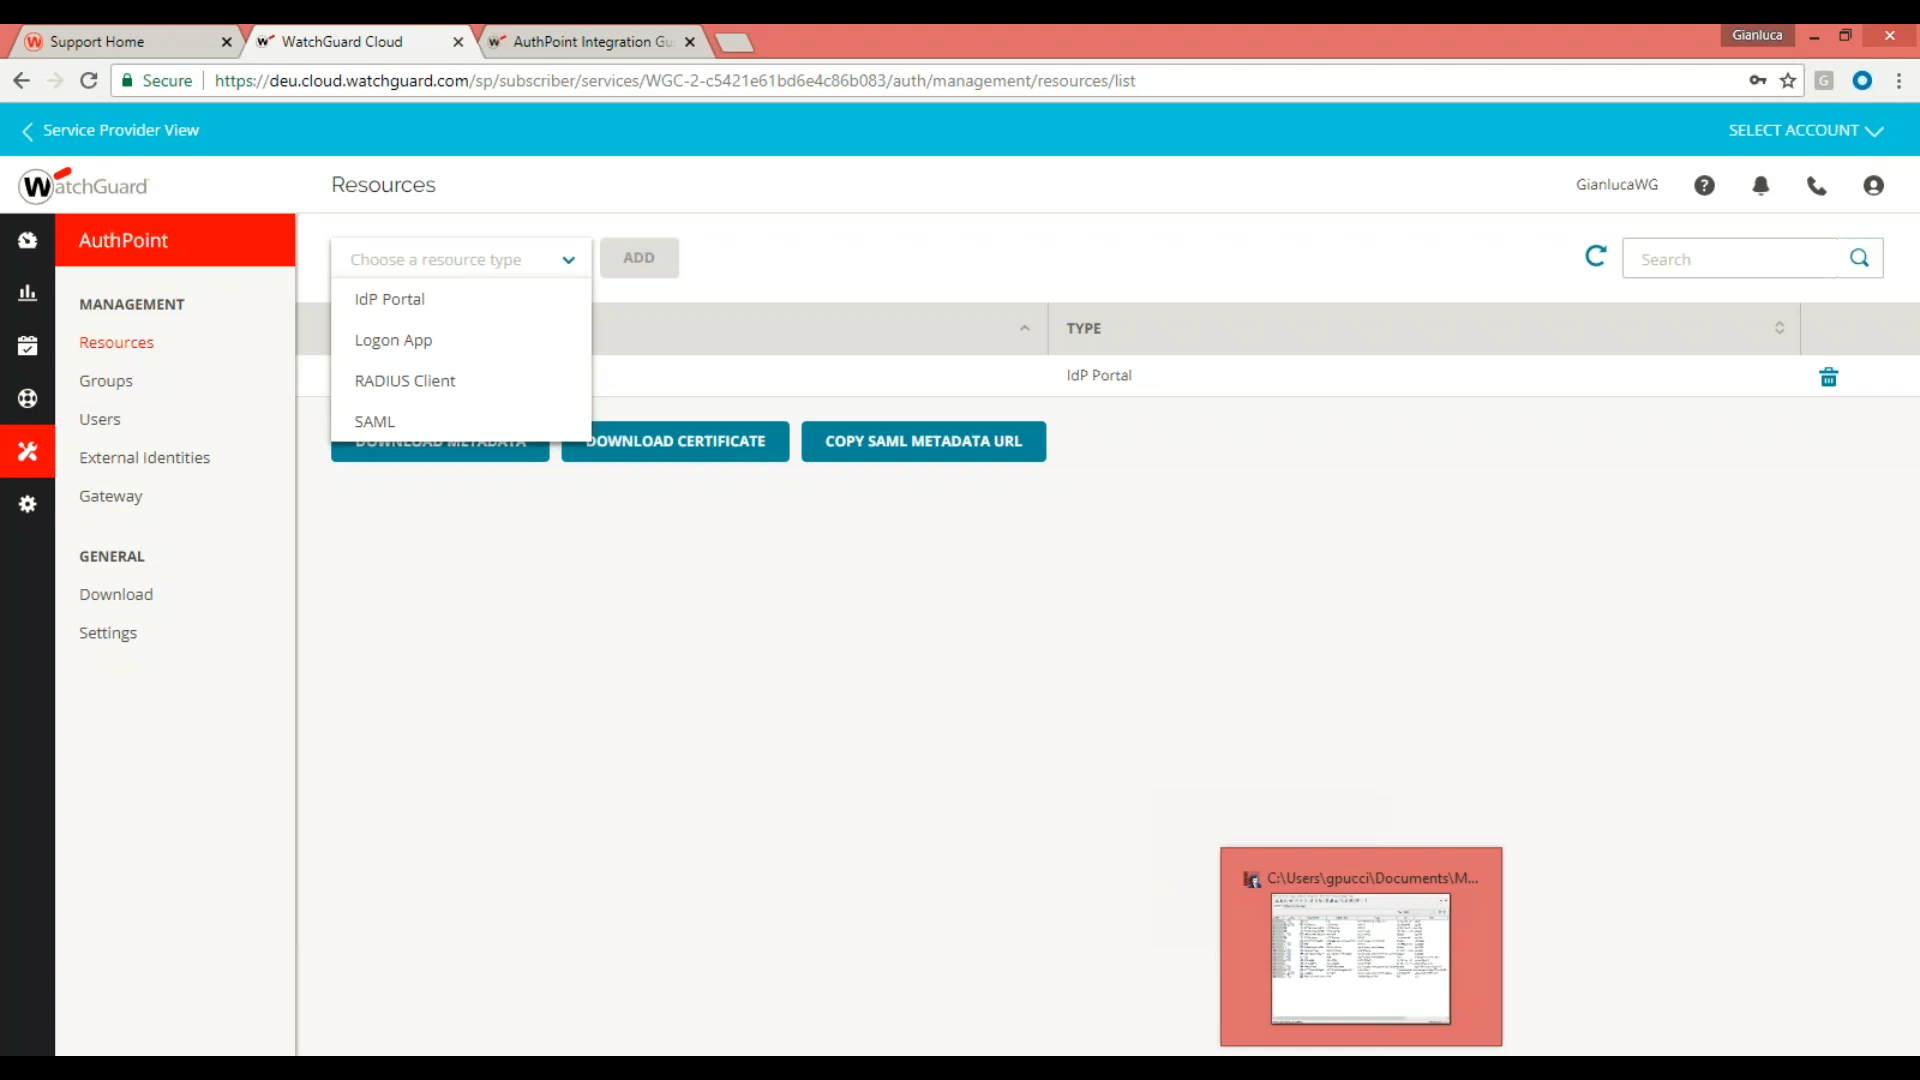 Support Home
WatchGuard Cloud
AuthPoint Integration Gu
Gianluca
Secure
https://deu.cloud.watchguard.com/sp/subscriber/services/WGC-2-c5421e61bd6e4c86b083/auth/management/resources/list
G
Service Provider View
SELECT ACCOUNT
WatchGuard
Resources
GianlucaWG
AuthPoint
Choose a resource type
ADD
Search
MANAGEMENT
IdP Portal
TYPE
Resources
Logon App
IdP Portal
Groups
RADIUS Client
Users
SAML
DOWNLOAD METADATA
DOWNLOAD CERTIFICATE
COPY SAML METADATA URL
External Identities
Gateway
GENERAL
Download
Settings
C:\Users\gpucci\Documents\M...